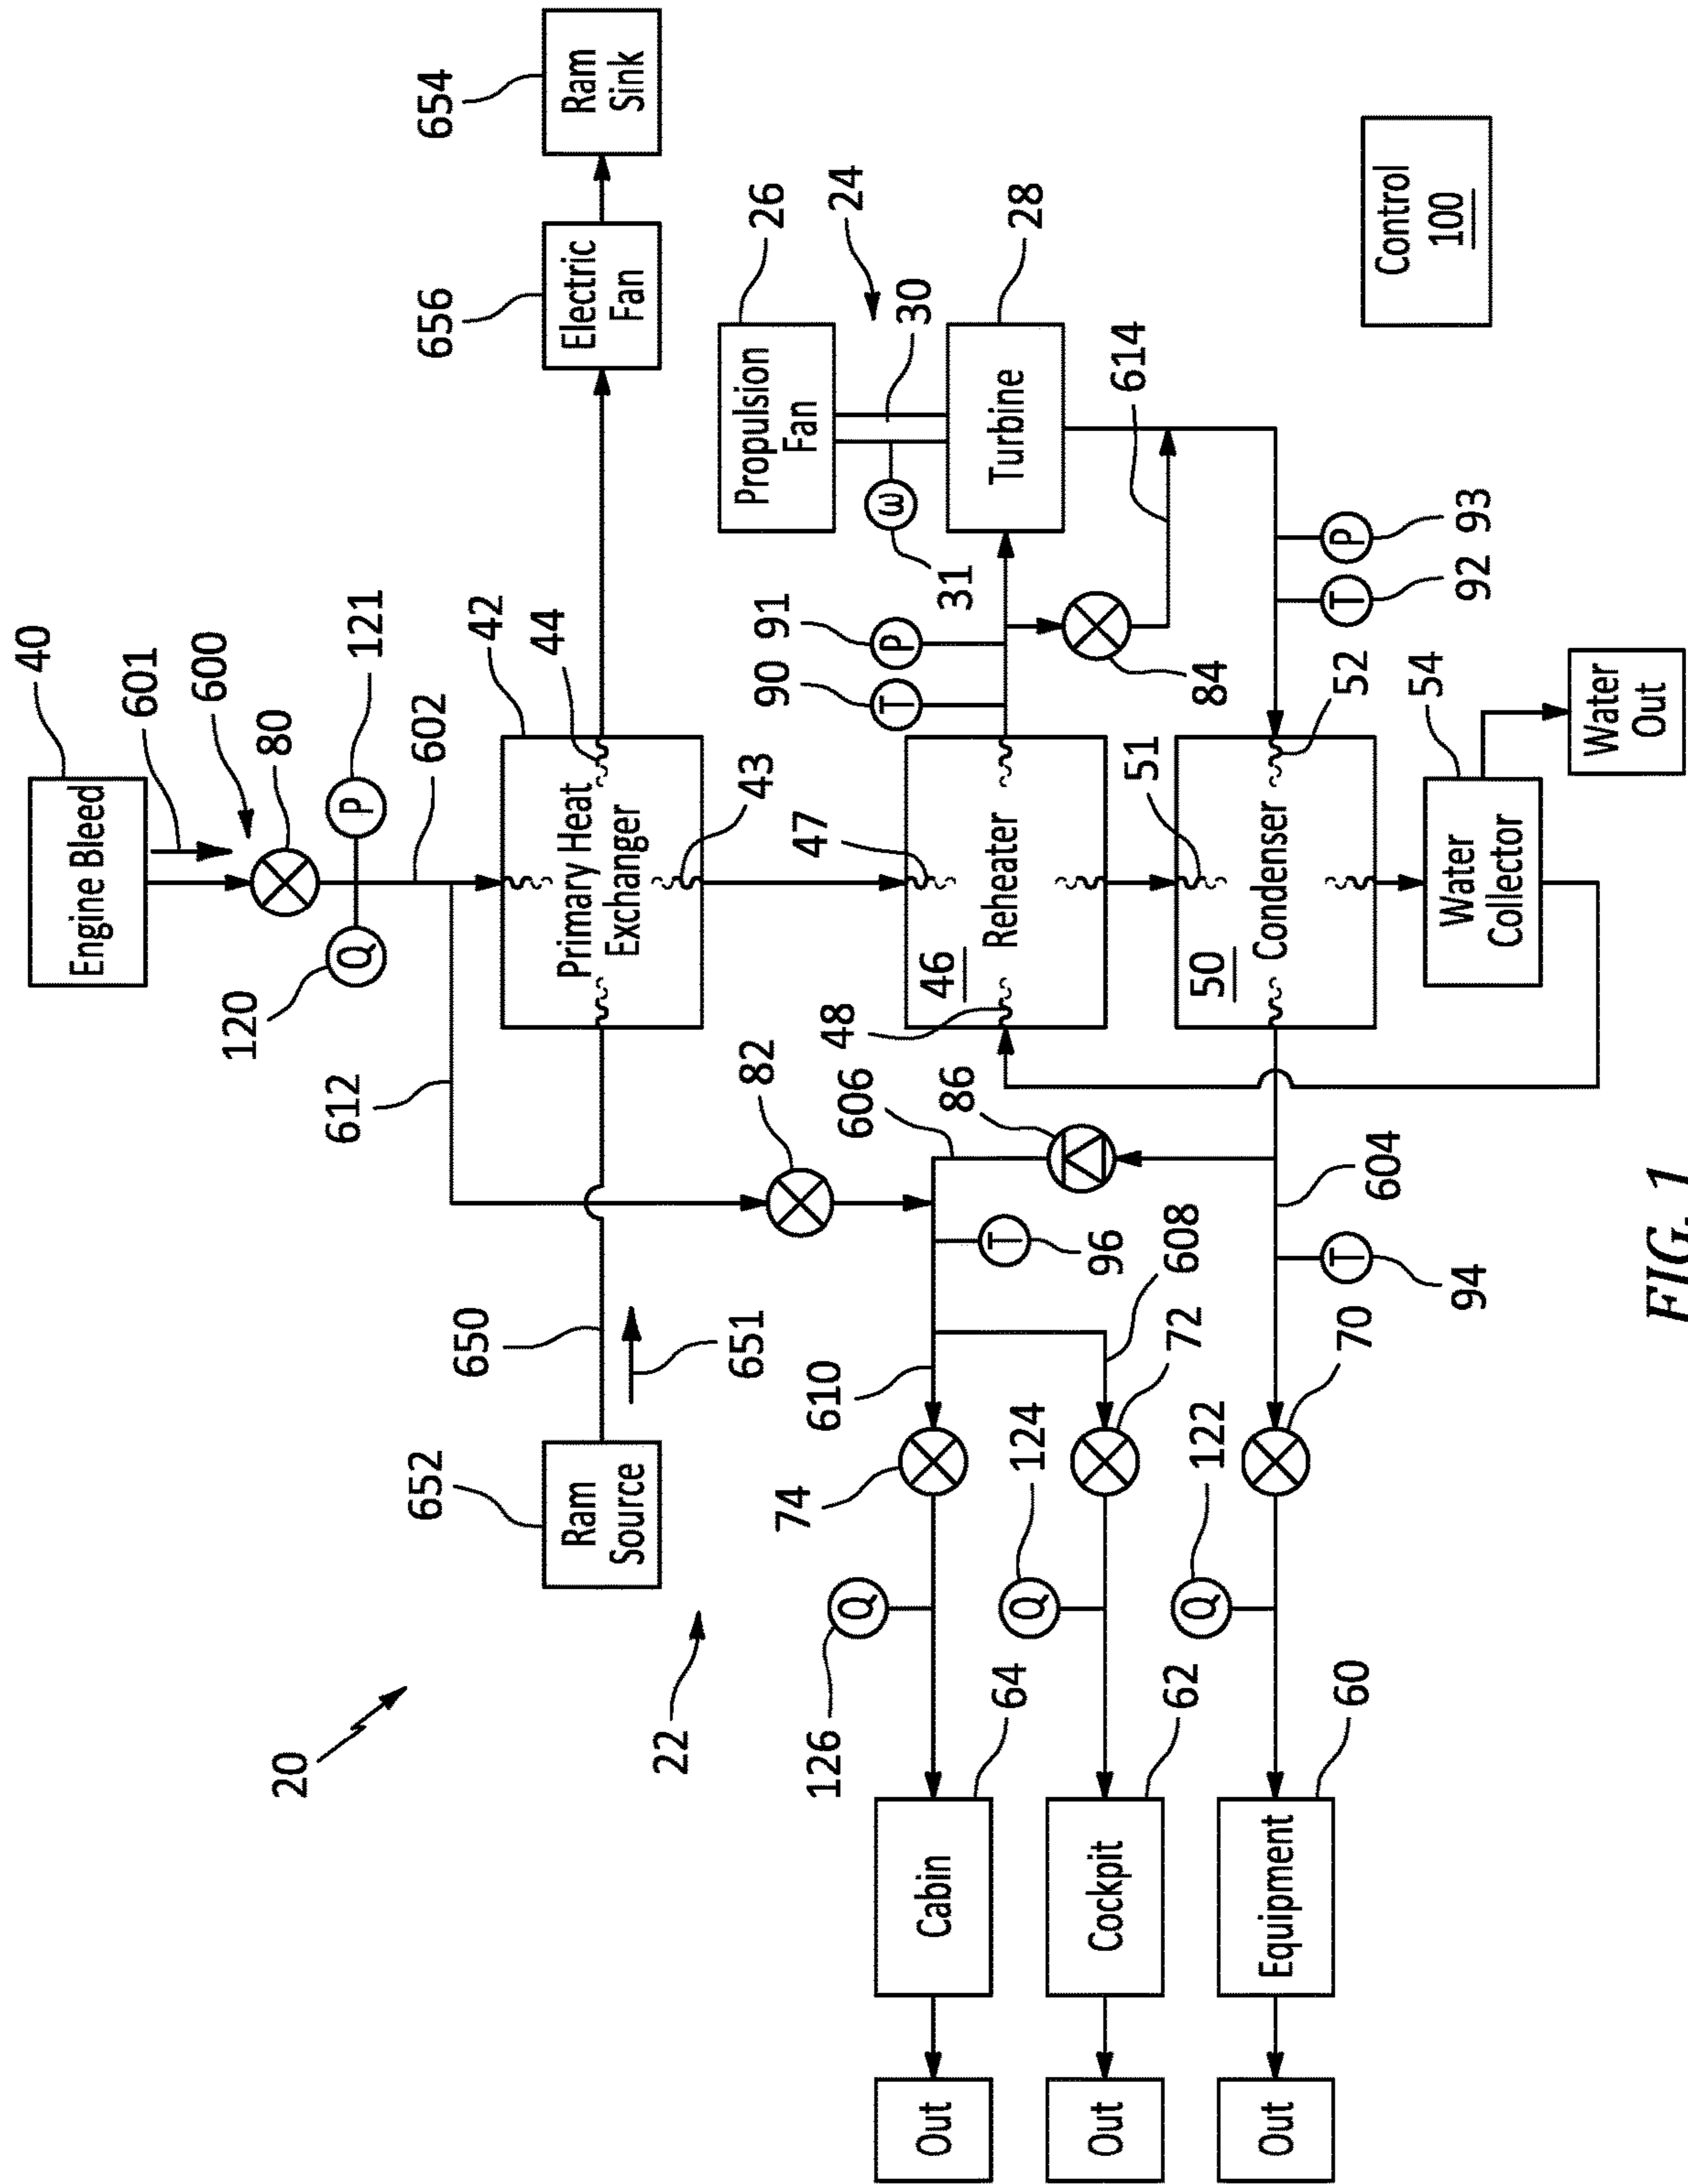 40
Engine Bleed
601
600
120
80
20
612
Q
P
121
652
602
656
654
650
42
44
Ram
Source
Primary Heat
Exchanger
Electric
Fan
Ram
Sink
22
651
43
82
26
Propulsion
Fan
126
74
610
47
24
Q
606
90
T
91
P
ω
30
31
Cabin
Out
64
124
48
46
Reheater
86
Turbine
28
Q
T
96
84
614
Cockpit
Out
62
608
72
51
122
50
Condenser
Q
52
Equipment
Out
60
70
604
T
T
P
94
54
92
93
Water
Collector
Control
100
Water
Out
FIG. 1